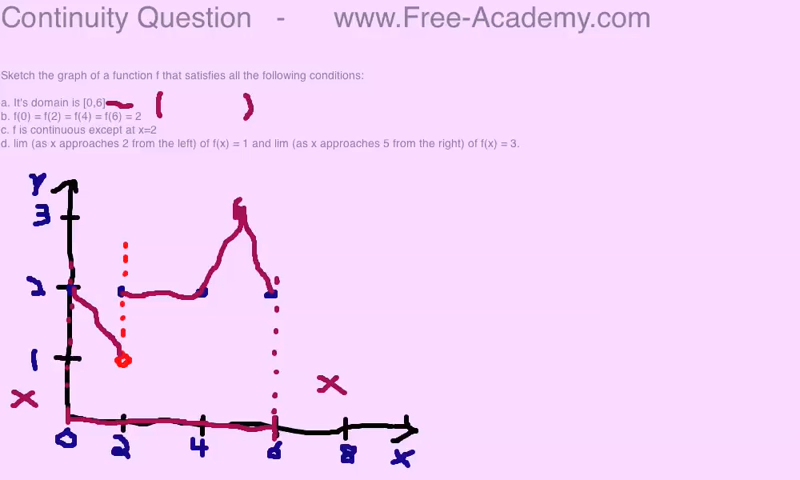 Continuity Question - www.Free-Academy.com
Sketch the graph of a function f that satisfies all the following conditions:
a. It's domain is [0,6] ( )
b. f(0) = f(2) = f(4) = f(6) = 2
c. f is continuous except at x=2
d. lim (as x approaches 2 from the left) of f(x) = 1 and lim (as x approaches 5 from the right) of f(x) = 3.
Y
3
2
1
X X
0 2 4 6 8 X